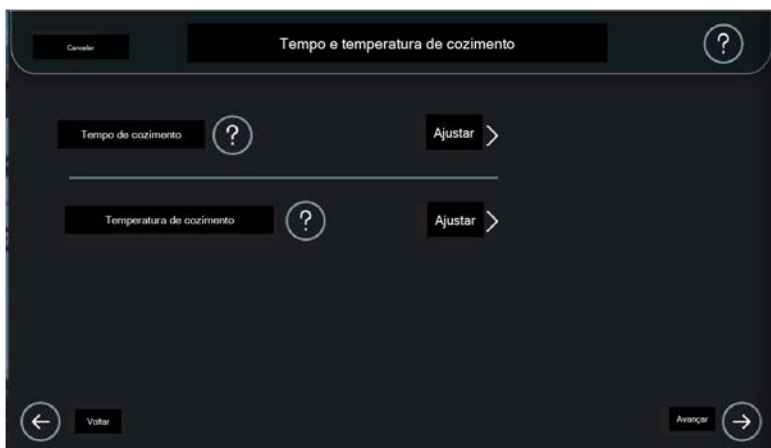 Cancelar
Tempo e temperatura de cozimento
?
Tempo de cozimento
?
Ajustar
Temperatura de cozimento
?
Ajustar
Voltar
Avançar